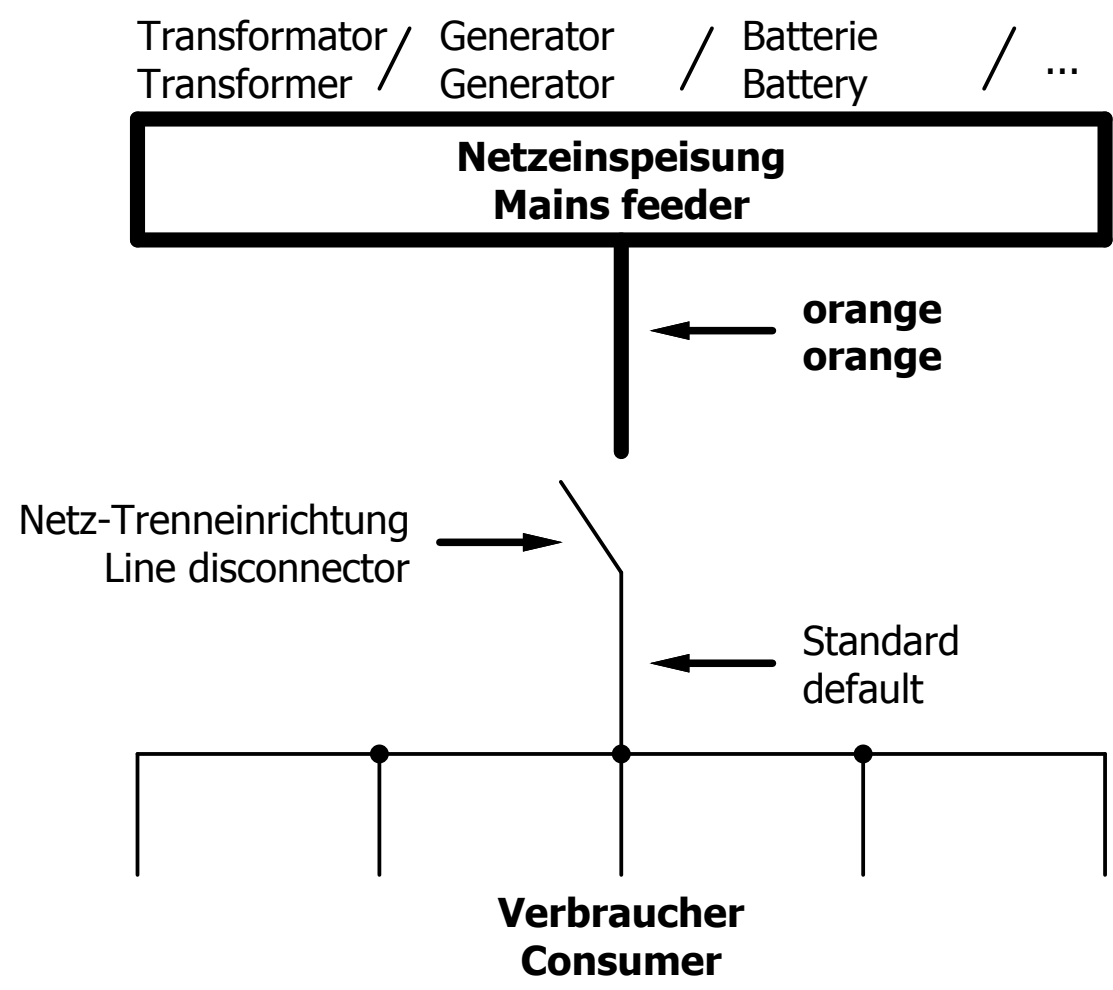 Transformator / Generator / Batterie / ...
Transformer / Generator / Battery
Netzeinspeisung
Mains feeder
orange
orange
Netz-Trenneinrichtung
Line disconnector
Standard
default
Verbraucher
Consumer